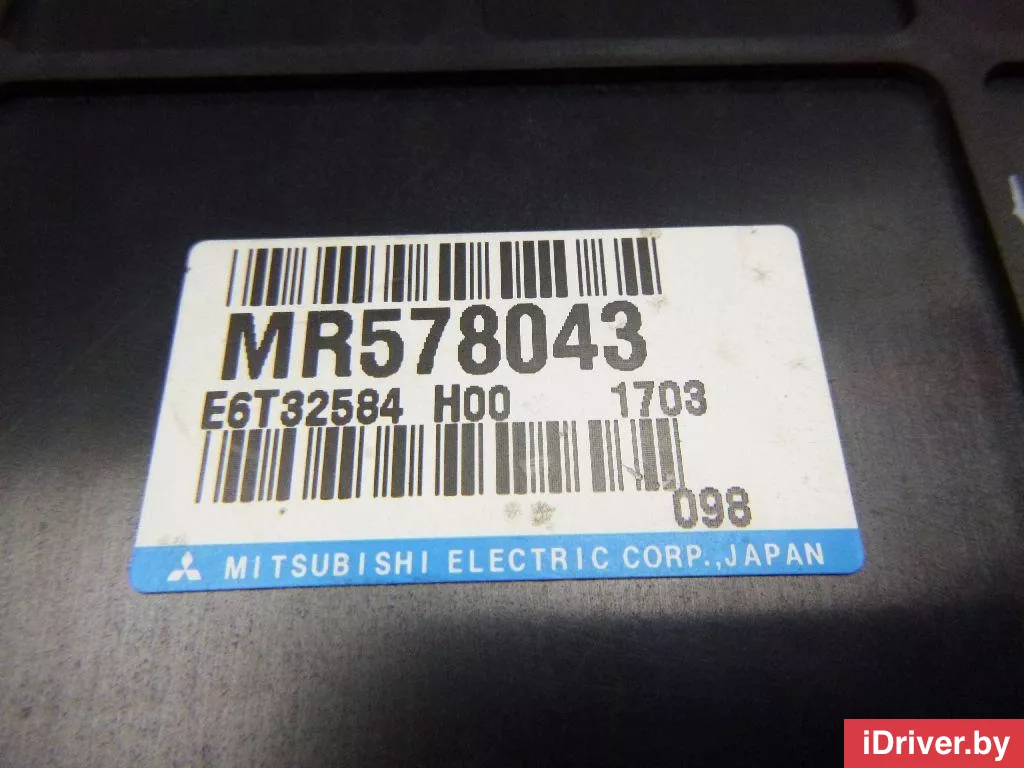 MR578043
E6T32584 H00 1703
098
MITSUBISHI ELECTRIC CORP.,JAPAN
iDriver.by